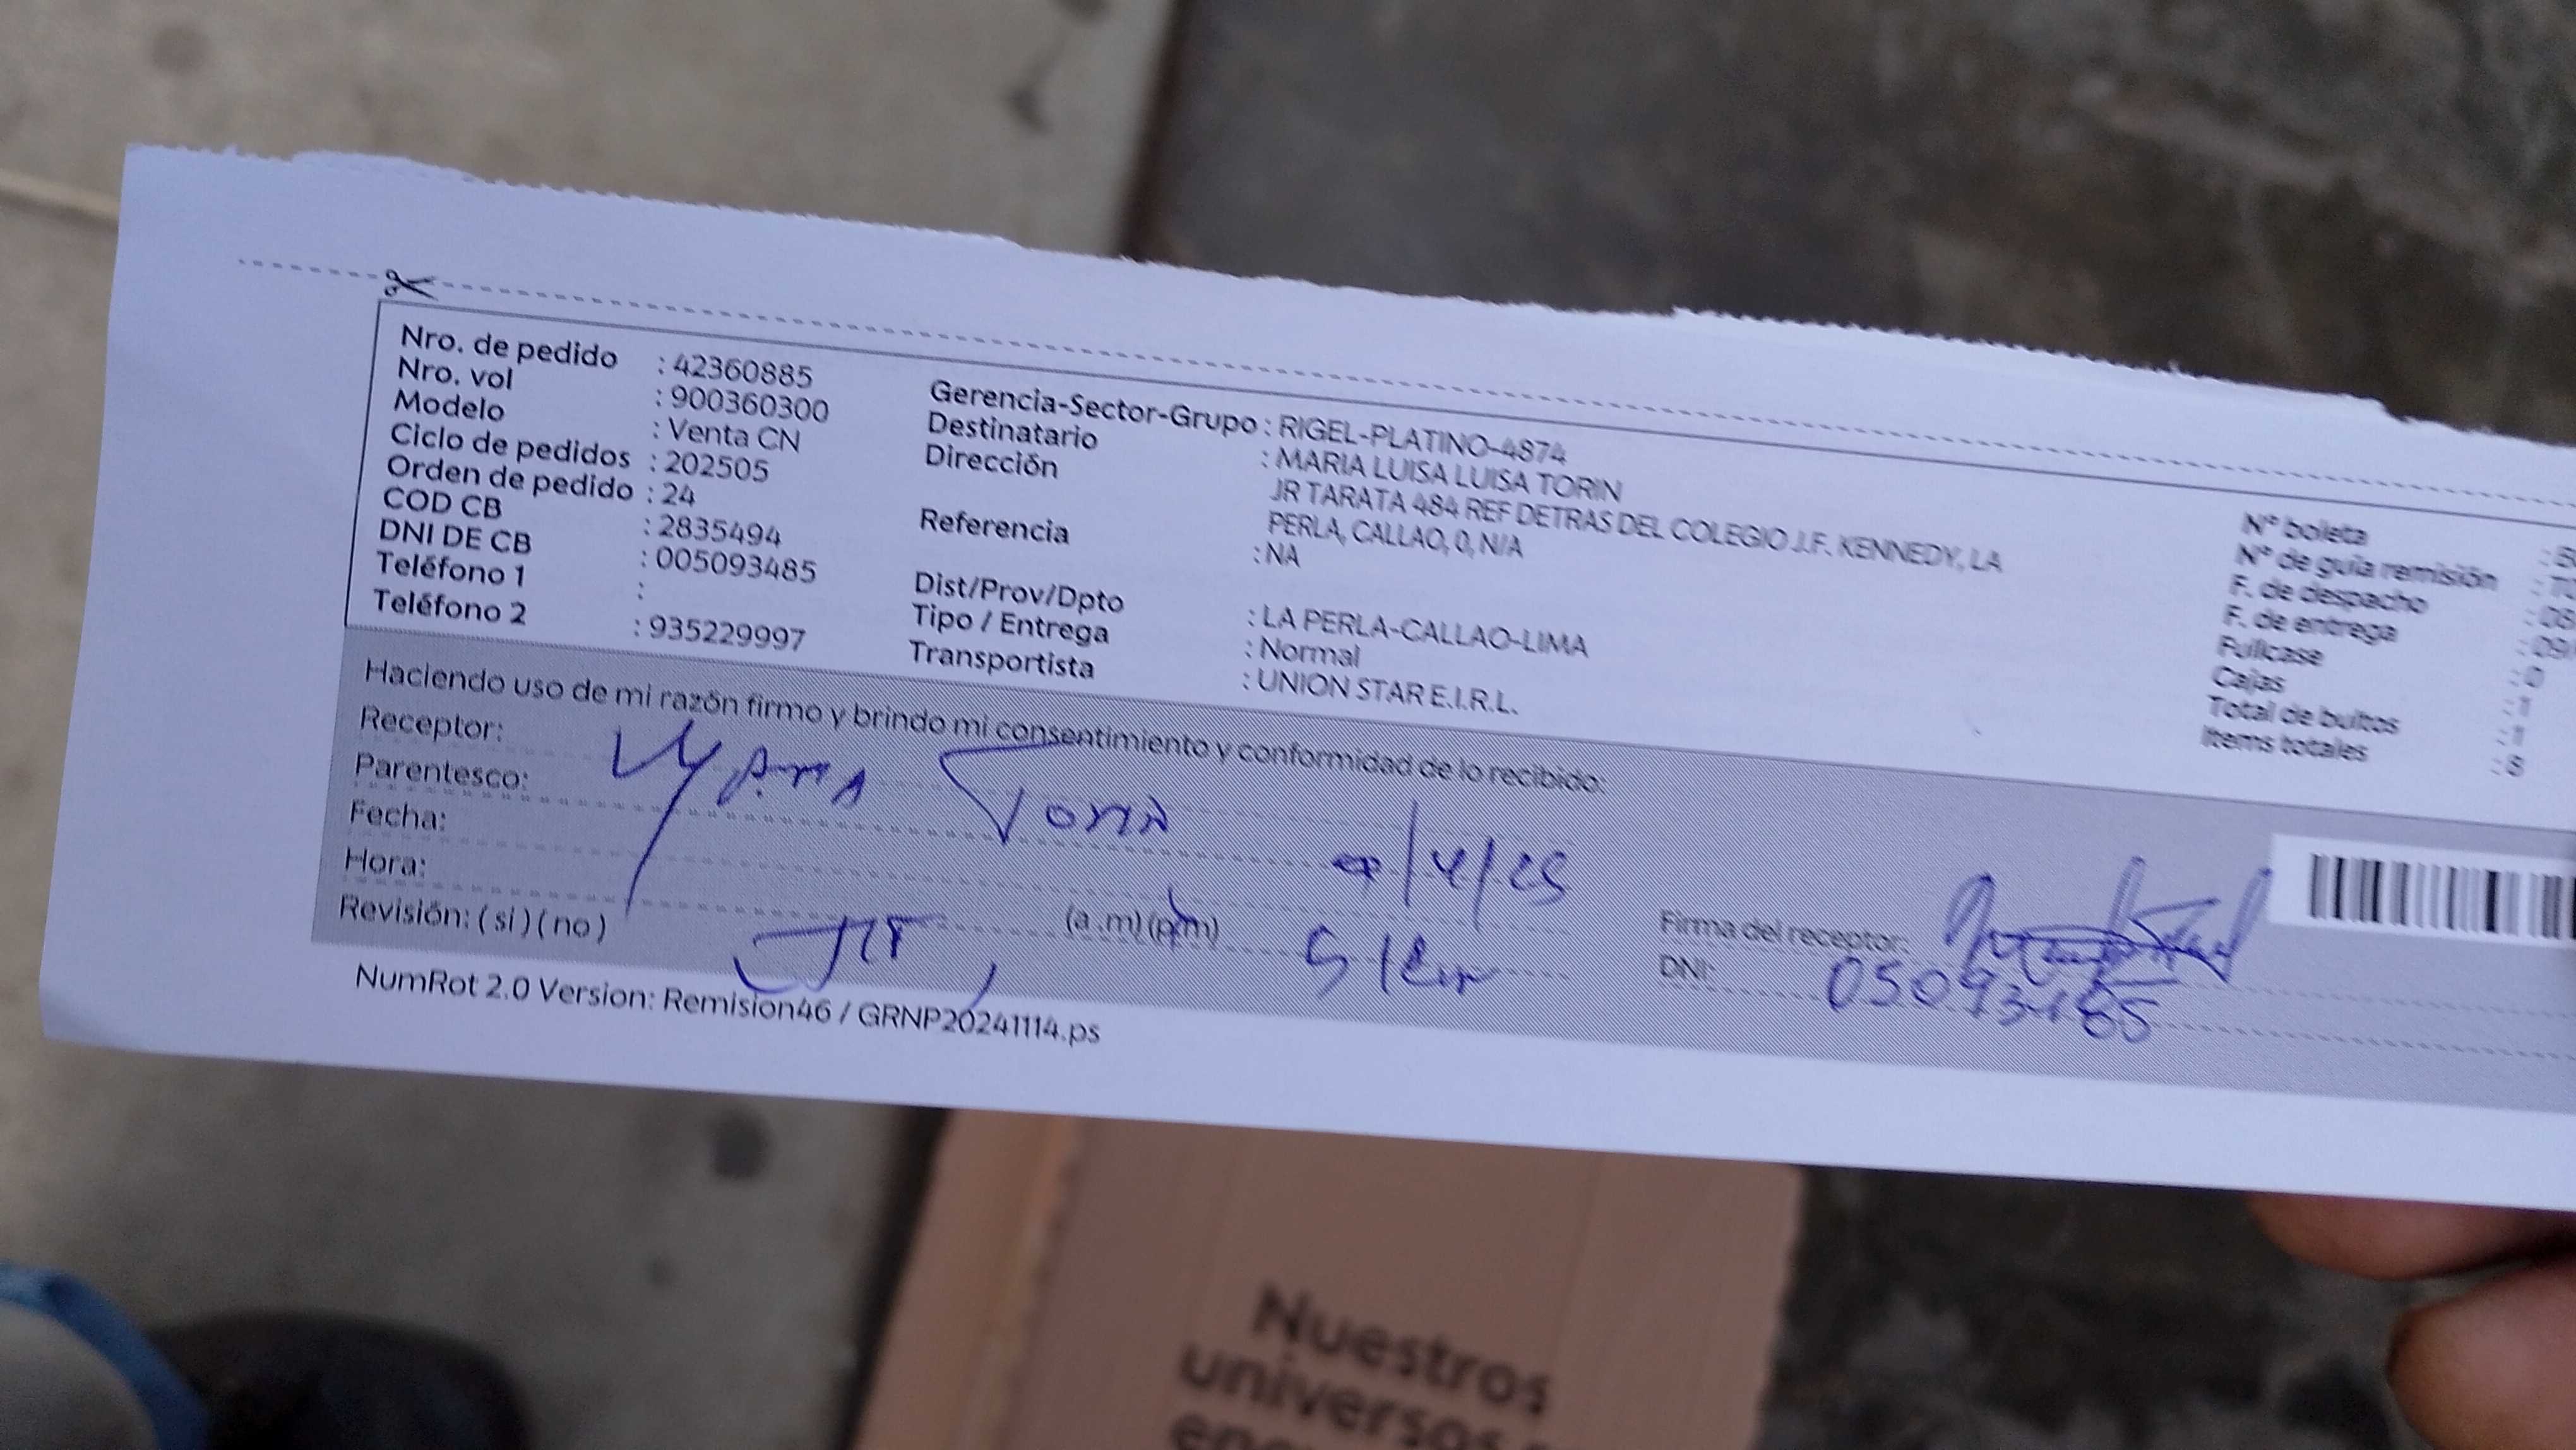 Nro. de pedido : 42360885
Nro. vol : 900360300
Modelo : Venta CN
Ciclo de pedidos : 202505
Orden de pedido : 24
COD CB : 2835494
DNI DE CB : 005093485
Teléfono 1 :
Teléfono 2 : 935229997
Gerencia-Sector-Grupo : RIGEL-PLATINO-4874
Destinatario : MARIA LUISA LUISA TORIN
Dirección JR TARATA 484 REF DETRAS DEL COLEGIO J.F. KENNEDY, LA
PERLA, CALLAO, 0, N/A
Referencia : NA
Dist/Prov/Dpto : LA PERLA-CALLAO-LIMA
Tipo / Entrega : Normal
Transportista : UNION STAR E.I.R.L.
N° boleta :
N° de guía remisión :
F. de despacho : 08
F. de entrega : 09
Fullcase : 0
Cajas : 1
Total de bultos : 1
Items totales : 8
Haciendo uso de mi razón firmo y brindo mi consentimiento y conformidad de lo recibido:
Receptor:
Parentesco:
Fecha: /4/25
Hora: (a.m) (p.m)
Revisión: ( si ) ( no )
Firma del receptor:
DNI: 05093485
NumRot 2.0 Version: Remision46 / GRNP20241114.ps
Nuestros
universos